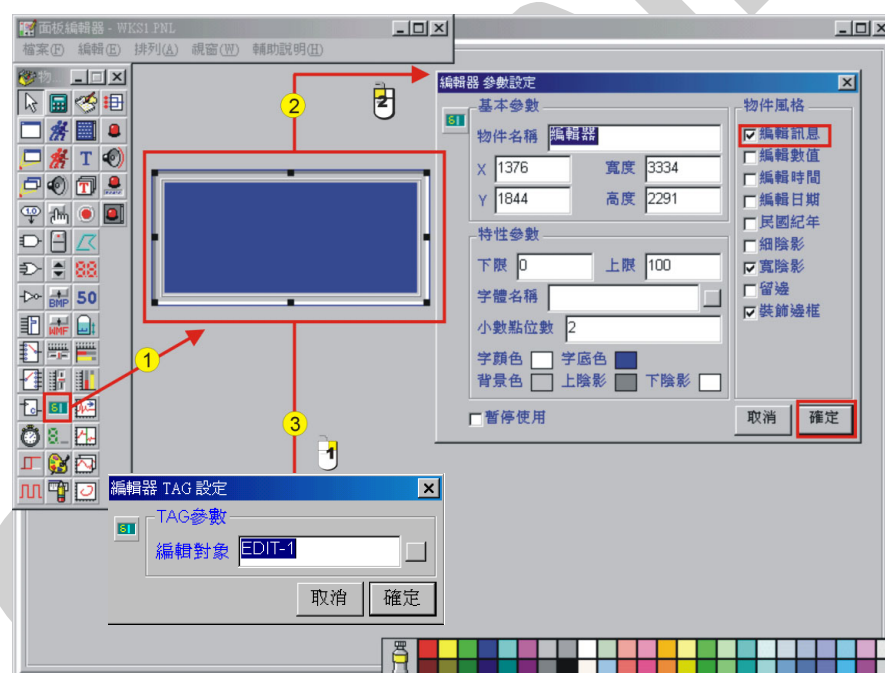 面板編輯器 - WKS1 PNL
檔案(F) 編輯(E) 排列(A) 視窗(W) 輔助說明(H)
物
T
T
1.0
88
BMP 50
WMF
61
8_
1
2
2
3
1
編輯器 參數設定
61
基本參數
物件名稱 編輯器
X 1376 寬度 3334
Y 1844 高度 2291
特性參數
下限 0 上限 100
字體名稱
小數點位數 2
字顏色 字底色
背景色 上陰影 下陰影
暫停使用
物件風格
編輯訊息
編輯數值
編輯時間
編輯日期
民國紀年
細陰影
寬陰影
留邊
裝飾邊框
取消 確定
編輯器 TAG 設定
61
TAG參數
編輯對象 EDIT-1
取消 確定